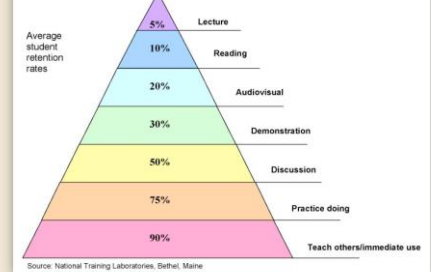 Average
student
retention
rates
5% Lecture
10% Reading
20% Audiovisual
30% Demonstration
50% Discussion
75% Practice doing
90% Teach others/immediate use
Source: National Training Laboratories, Bethel, Maine